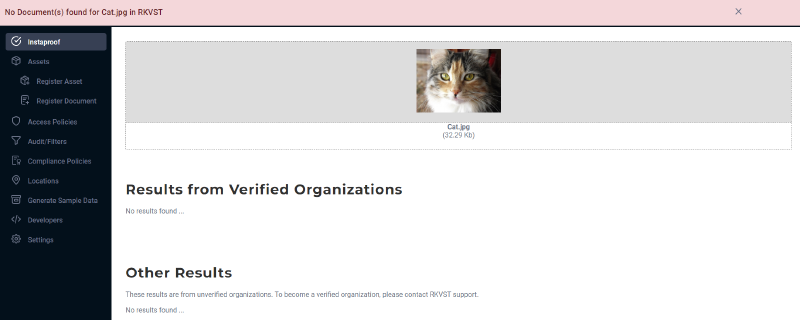 No Document(s) found for Cat.jpg in RKVST
Instaproof
Assets
Register Asset
Register Document
Access Policies
Audit/Filters
Compliance Policies
Locations
Generate Sample Data
Developers
Settings
Cat.jpg
(32.29 Kb)
Results from Verified Organizations
No results found ...
Other Results
These results are from unverified organizations. To become a verified organization, please contact RKVST support.
No results found ...